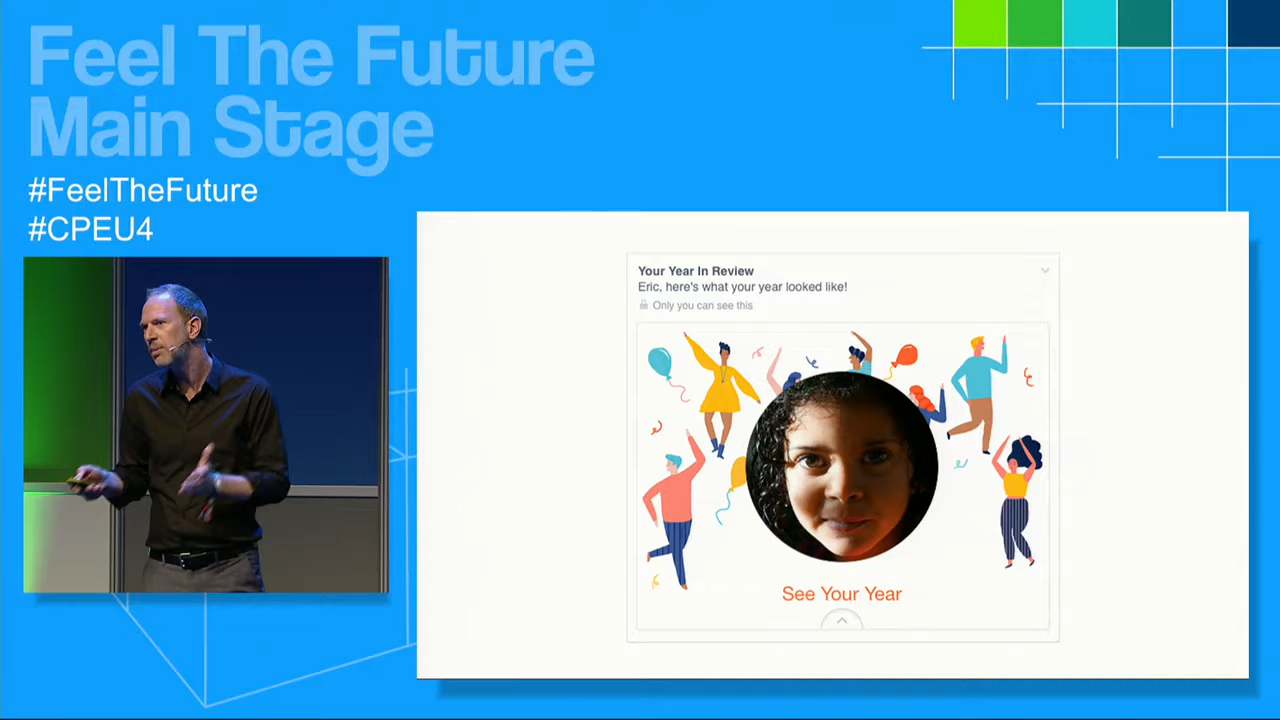 Feel The Future
Main Stage
#FeelTheFuture
#CPEU4
Your Year In Review
Eric, here's what your year looked like!
Only you can see this
See Your Year